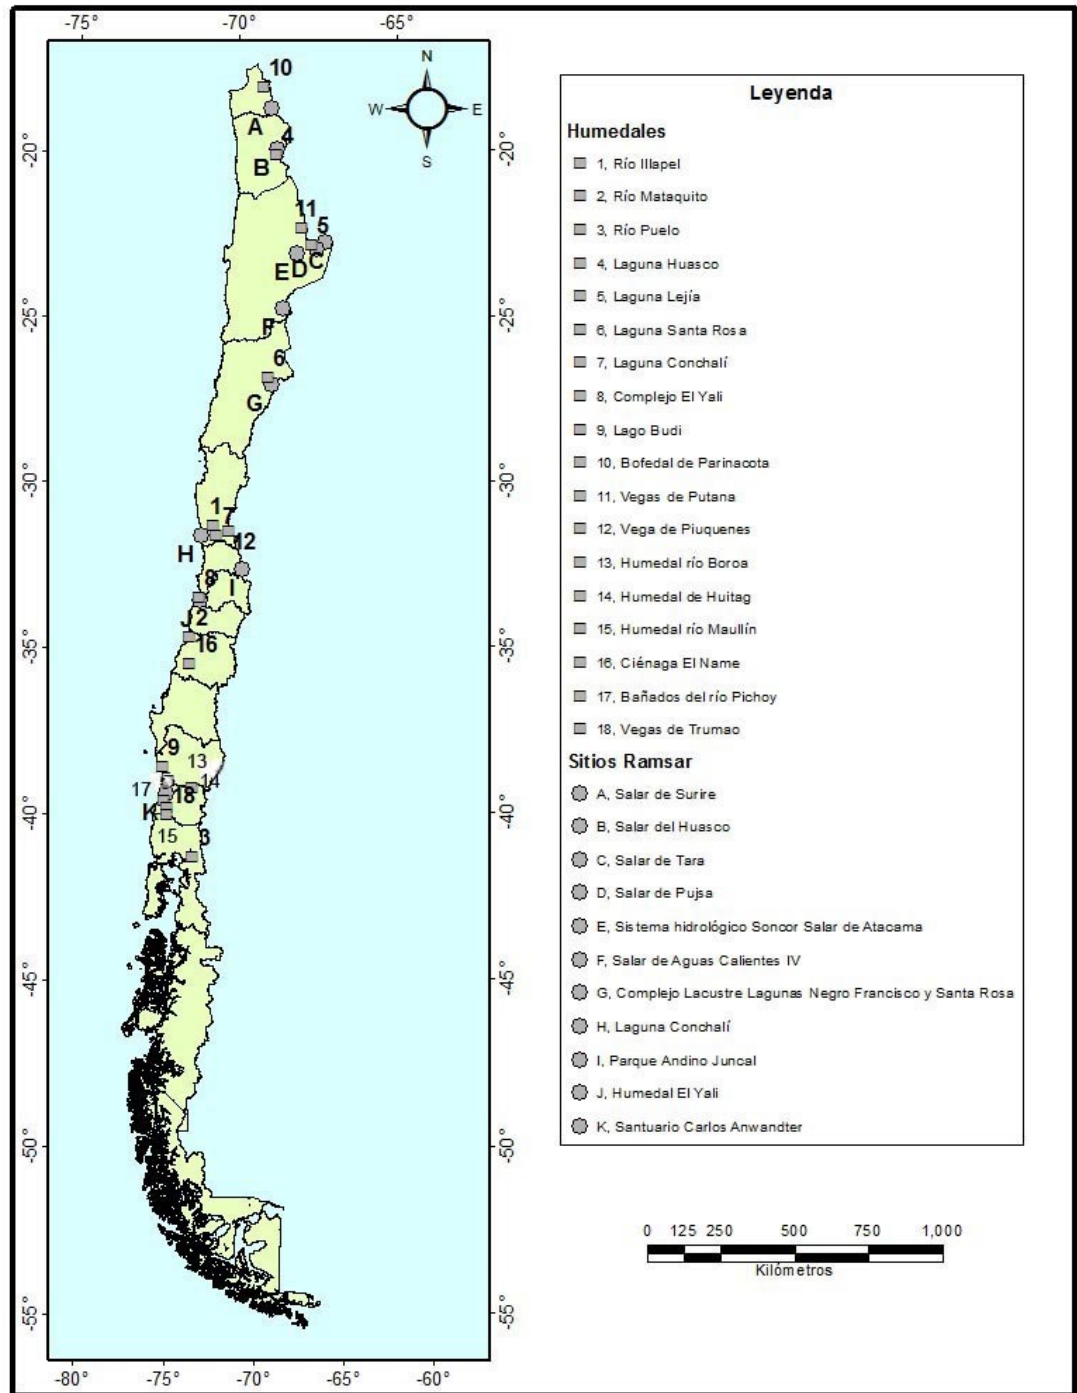 -75° -70° -65°
N
W E
S
10
A
4
B
11
5
C
D
E
F
6
G
1
7
H
12
8
I
J
2
16
9
13
17
14
18
K
15
3
-20°
-25°
-30°
-35°
-40°
-45°
-50°
-55°
-20°
-25°
-30°
-35°
-40°
-45°
-50°
-55°
-80° -75° -70° -65° -60°
Leyenda
Humedales
1, Río Illapel
2, Río Mataquito
3, Río Puelo
4, Laguna Huasco
5, Laguna Lejía
6, Laguna Santa Rosa
7, Laguna Conchalí
8, Complejo El Yali
9, Lago Budi
10, Bofedal de Parinacota
11, Vegas de Putana
12, Vega de Piuquenes
13, Humedal río Boroa
14, Humedal de Huitag
15, Humedal río Maullín
16, Ciénaga El Name
17, Bañados del río Pichoy
18, Vegas de Trumao
Sitios Ramsar
A, Salar de Surire
B, Salar del Huasco
C, Salar de Tara
D, Salar de Pujsa
E, Sistema hidrológico Soncor Salar de Atacama
F, Salar de Aguas Calientes IV
G, Complejo Lacustre Lagunas Negro Francisco y Santa Rosa
H, Laguna Conchalí
I, Parque Andino Juncal
J, Humedal El Yali
K, Santuario Carlos Anwandter
0 125 250 500 750 1,000
Kilómetros